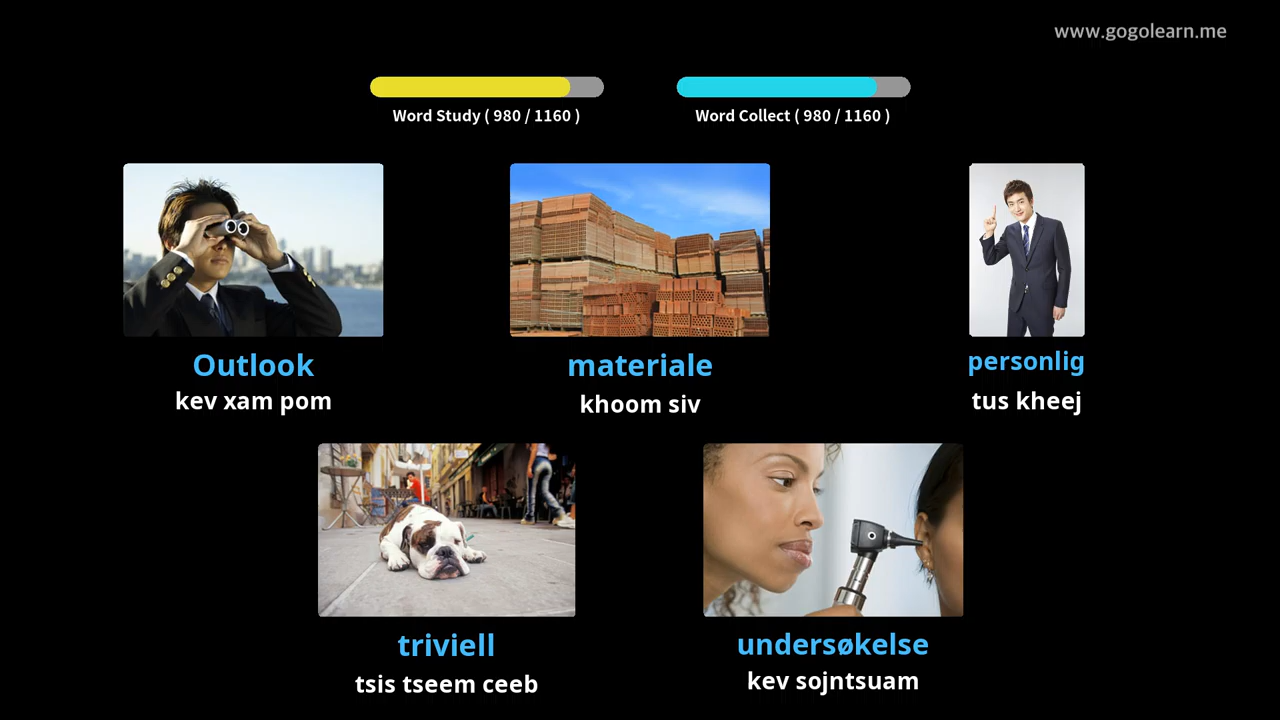 www.gogolearn.me
Word Study ( 980 / 1160 )
Word Collect ( 980 / 1160 )
Outlook
kev xam pom
materiale
khoom siv
personlig
tus kheej
triviell
tsis tseem ceeb
undersøkelse
kev sojntsuam